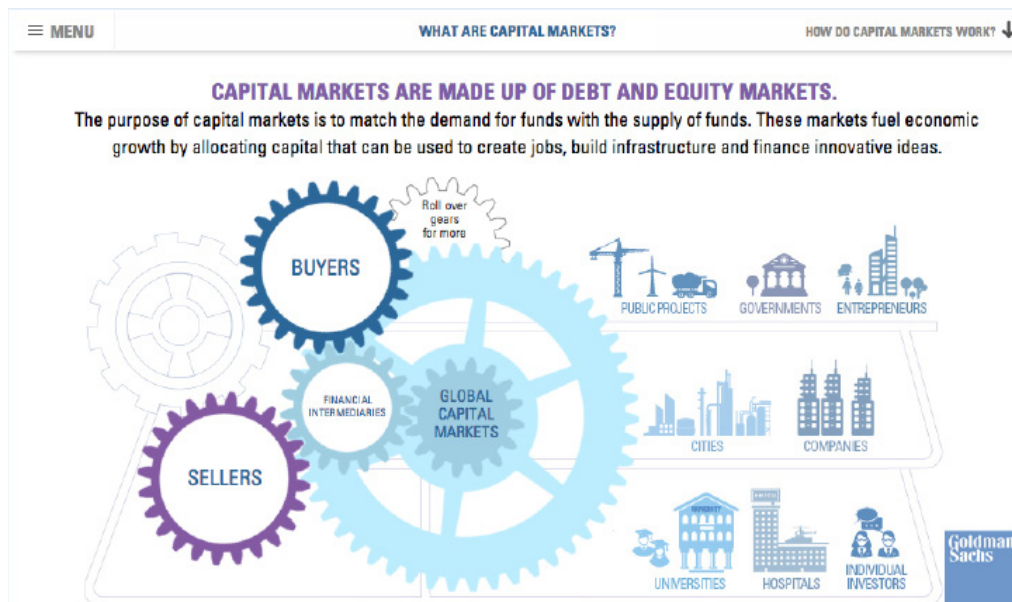 MENU
WHAT ARE CAPITAL MARKETS?
HOW DO CAPITAL MARKETS WORK?
CAPITAL MARKETS ARE MADE UP OF DEBT AND EQUITY MARKETS.
The purpose of capital markets is to match the demand for funds with the supply of funds. These markets fuel economic
growth by allocating capital that can be used to create jobs, build infrastructure and finance innovative ideas.
Roll over
gears
for more
BUYERS
PUBLIC PROJECTS
GOVERNMENTS
ENTREPRENEURS
FINANCIAL
INTERMEDIARIES
GLOBAL
CAPITAL
MARKETS
CITIES
COMPANIES
SELLERS
UNIVERSITIES
HOSPITALS
INDIVIDUAL
INVESTORS
Goldman
Sachs